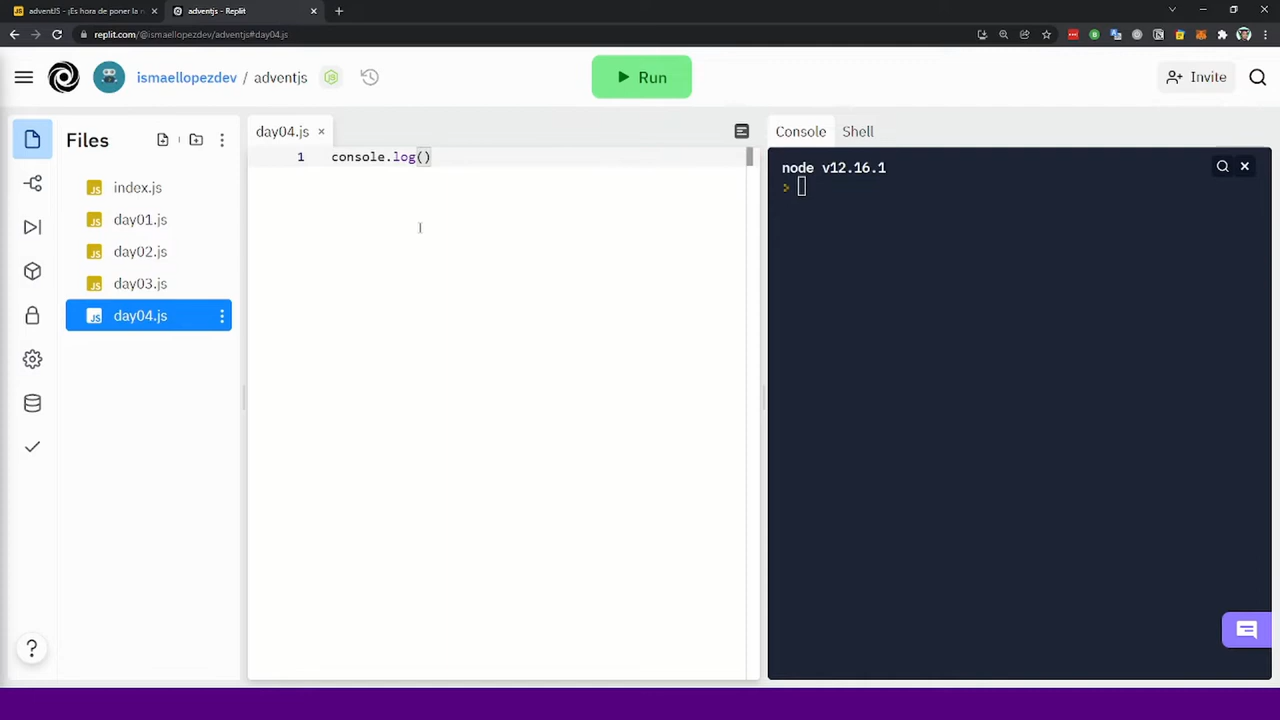 adventJS - ¡Es hora de poner la n
adventjs - Replit
replit.com/@ismaellopezdev/adventjs#day04.js
ismaellopezdev / adventjs
Run
Invite
Files
day04.js
Console
Shell
1 console.log()
node v12.16.1
index.js
day01.js
day02.js
day03.js
day04.js
?